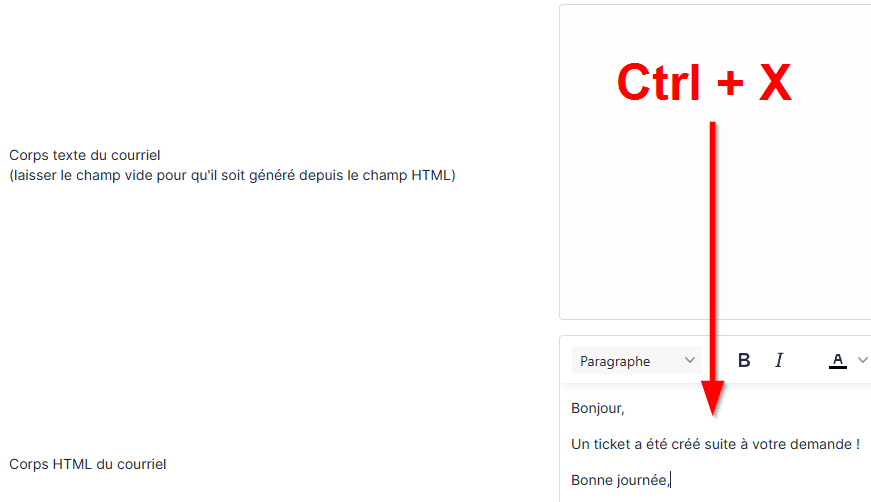 Ctrl + X
Corps texte du courriel
(laisser le champ vide pour qu'il soit généré depuis le champ HTML)
Paragraphe B I A
Bonjour,
Un ticket a été créé suite à votre demande !
Corps HTML du courriel
Bonne journée,